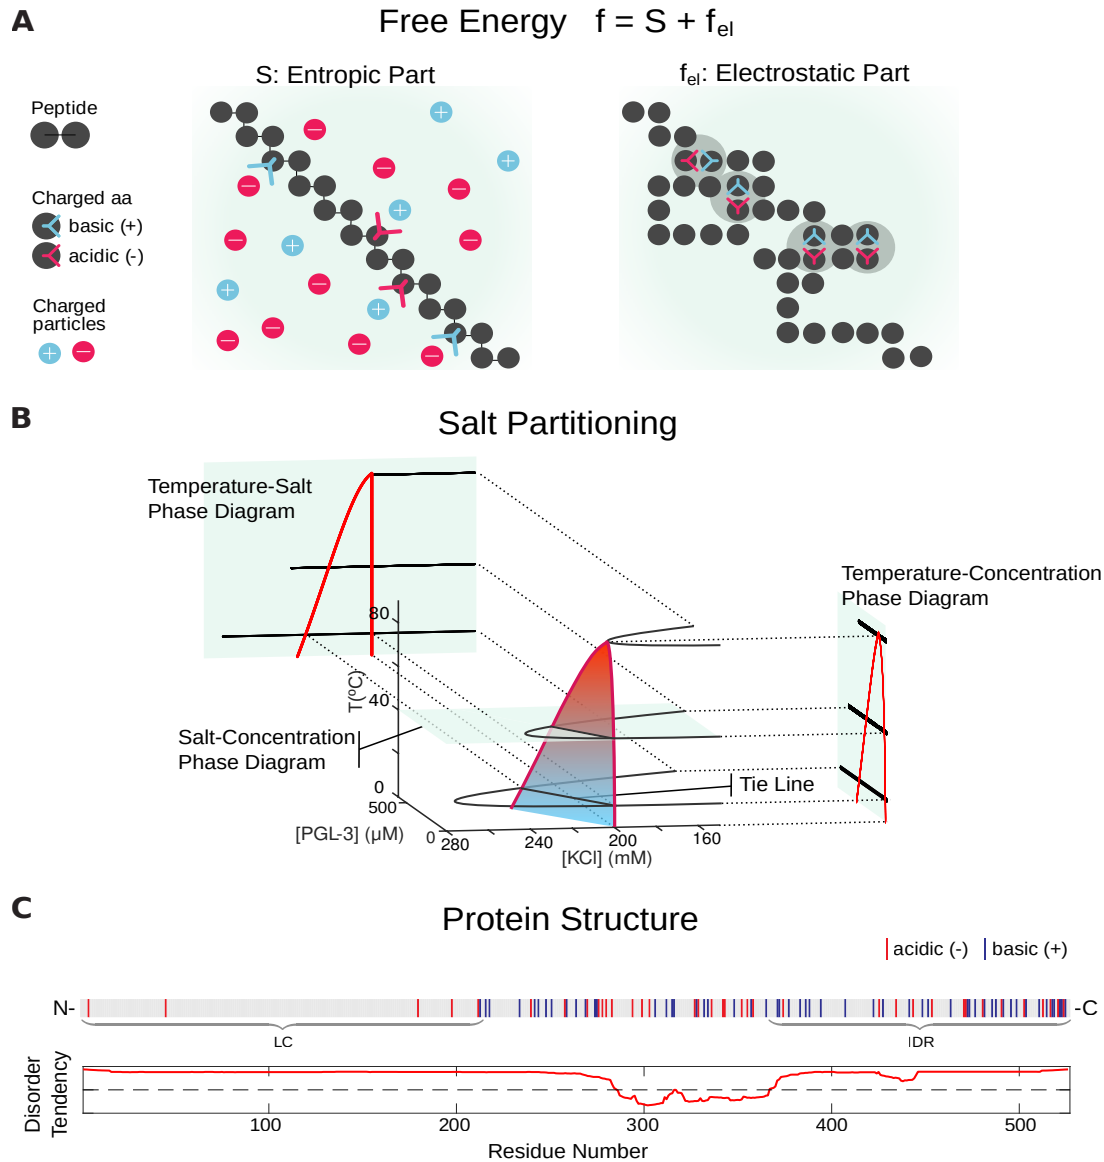 A
Free Energy f = S + fel
S: Entropic Part
fel: Electrostatic Part
Peptide
Charged aa
basic (+)
acidic (-)
Charged
particles
B
Salt Partitioning
Temperature-Salt
Phase Diagram
Temperature-Concentration
Phase Diagram
80
T(ºC)
40
Salt-Concentration
Phase Diagram
0
500
Tie Line
[PGL-3] (µM)
0
280
240
200
160
[KCl] (mM)
C
Protein Structure
acidic (-)
basic (+)
N-
-C
LC
IDR
Disorder
Tendency
100
200
300
400
500
Residue Number